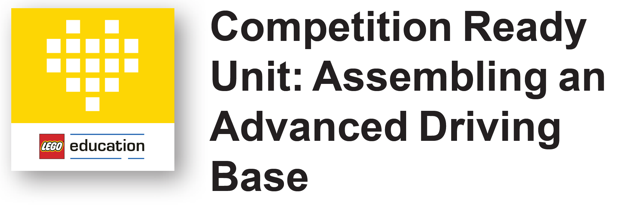 Competition Ready
Unit: Assembling an
Advanced Driving
Base
LEGO education